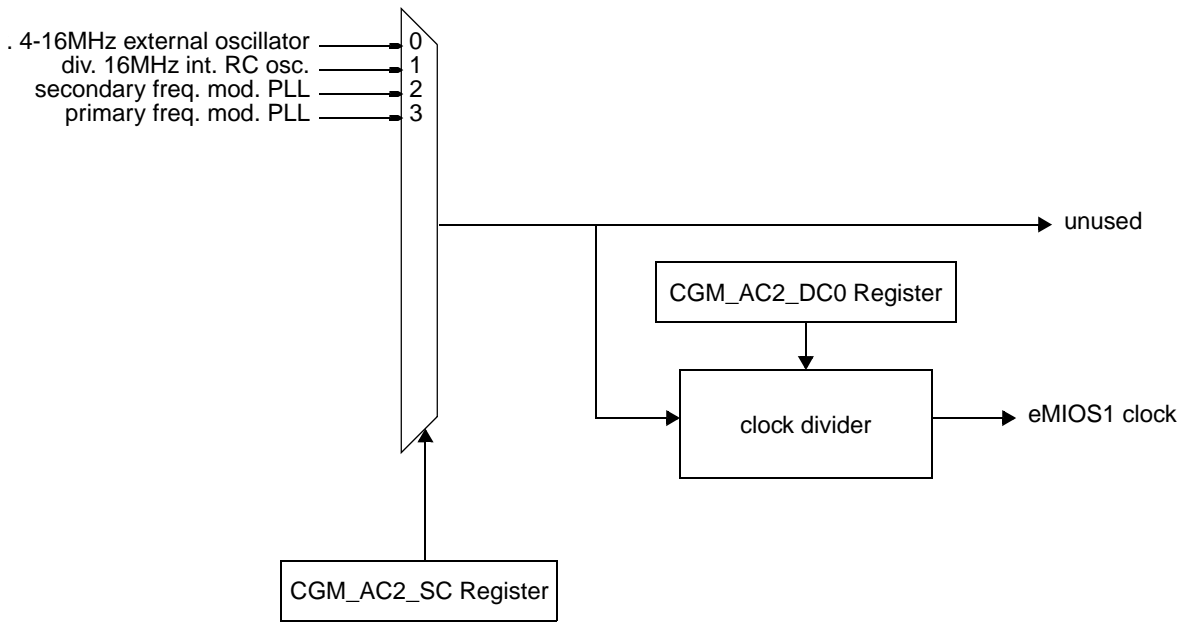 . 4-16MHz external oscillator
0
div. 16MHz int. RC osc.
1
secondary freq. mod. PLL
2
primary freq. mod. PLL
3
unused
CGM_AC2_DC0 Register
clock divider
eMIOS1 clock
CGM_AC2_SC Register